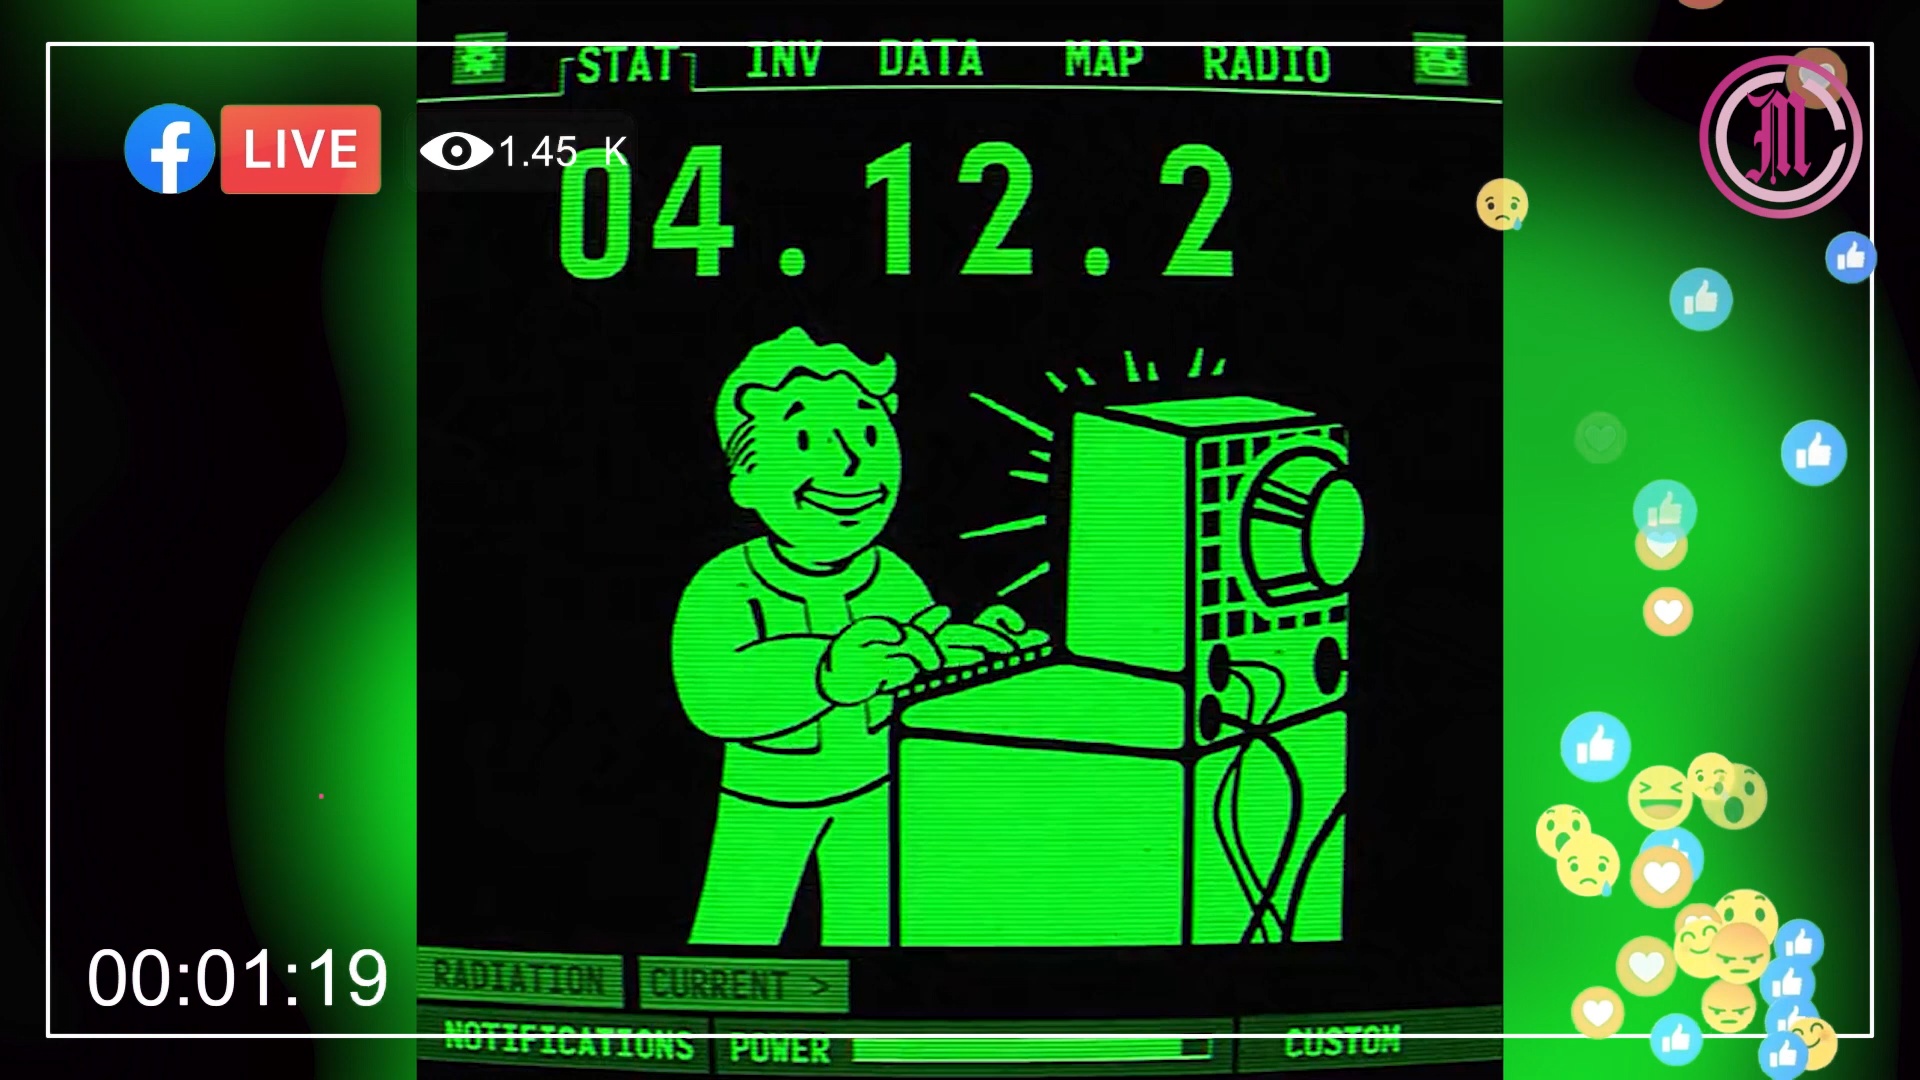 STAT INV DATA MAP RADIO
f LIVE 1.45 K
04.12.2
00:01:19
RADIATION CURRENT >
NOTIFICATIONS POWER CUSTOM